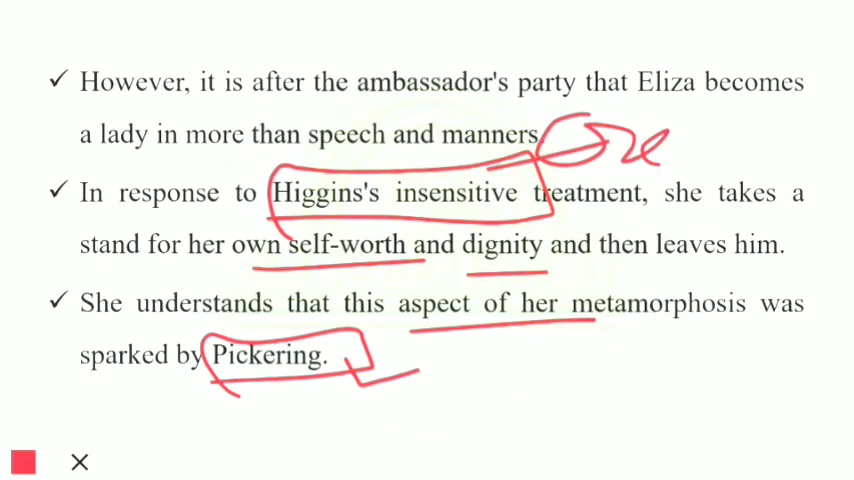 ✓ However, it is after the ambassador's party that Eliza becomes
a lady in more than speech and manners.
✓ In response to Higgins's insensitive treatment, she takes a
stand for her own self-worth and dignity and then leaves him.
✓ She understands that this aspect of her metamorphosis was
sparked by Pickering.